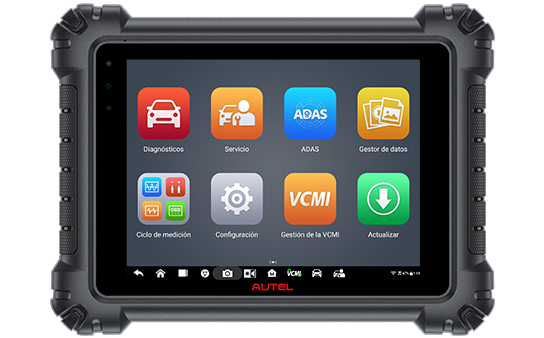 Diagnósticos
Servicio
ADAS
ADAS
Gestor de datos
OBD
VCMI
Ciclo de medición
Configuración
Gestión de la VCMI
Actualizar
VCMI
AUTEL